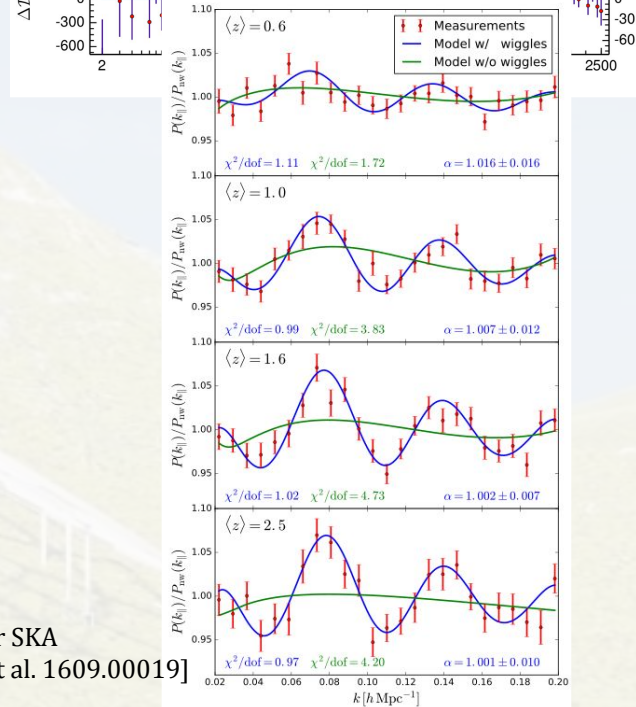 Δ𝒟
0
-300
-600
2
0
-30
-60
2500
1.10
⟨z⟩=0.6
Measurements
Model w/ wiggles
Model w/o wiggles
P(k∥)/Pnw(k∥)
1.05
1.00
0.95
χ²/dof=1.11 χ²/dof=1.72 α=1.016±0.016
1.10
⟨z⟩=1.0
P(k∥)/Pnw(k∥)
1.05
1.00
0.95
χ²/dof=0.99 χ²/dof=3.83 α=1.007±0.012
1.10
⟨z⟩=1.6
P(k∥)/Pnw(k∥)
1.05
1.00
0.95
χ²/dof=1.02 χ²/dof=4.73 α=1.002±0.007
1.10
⟨z⟩=2.5
P(k∥)/Pnw(k∥)
1.05
1.00
0.95
χ²/dof=0.97 χ²/dof=4.20 α=1.001±0.010
0.02 0.04 0.06 0.08 0.10 0.12 0.14 0.16 0.18 0.20
k[h Mpc⁻¹]
r SKA
t al. 1609.00019]